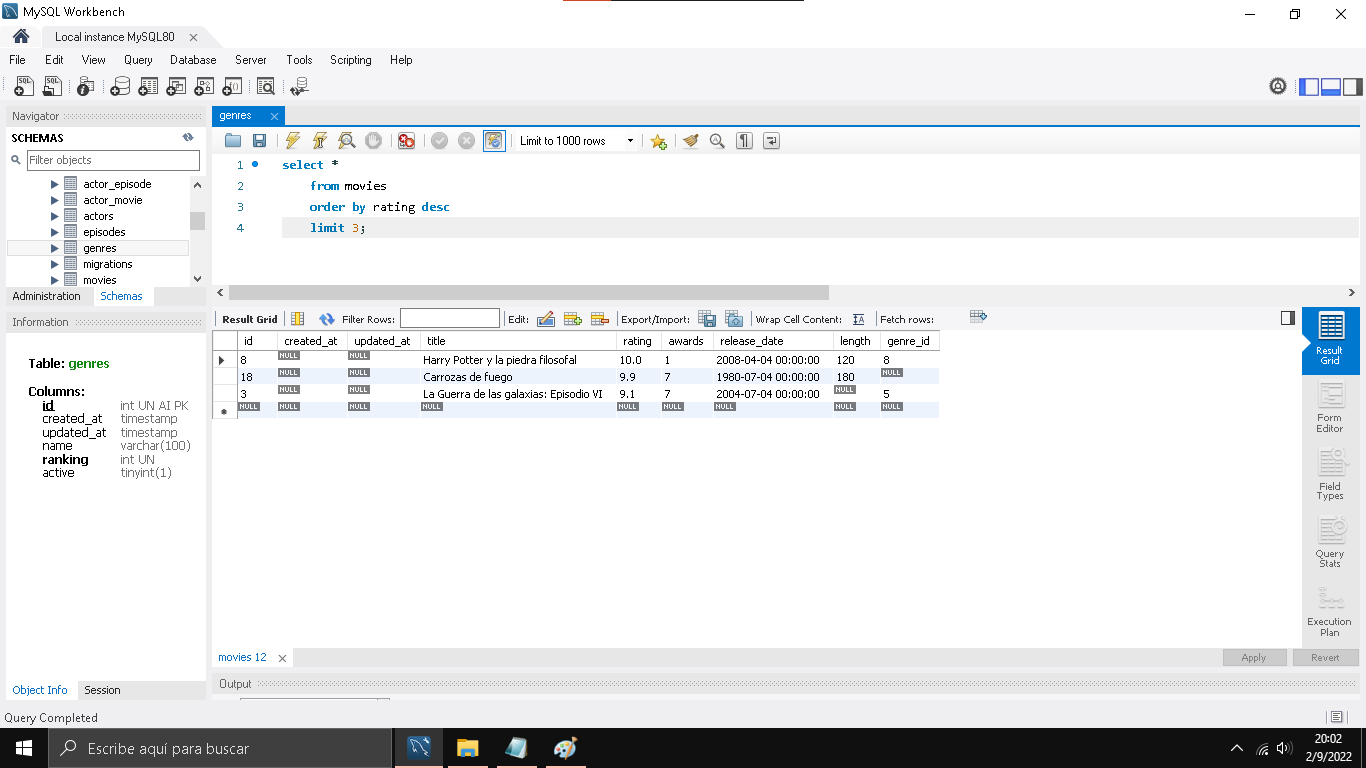 MySQL Workbench
Local instance MySQL80
File Edit View Query Database Server Tools Scripting Help
Navigator
SCHEMAS
Filter objects
actor_episode
actor_movie
actors
episodes
genres
migrations
movies
Administration Schemas
Information
Table: genres
Columns:
id int UN AI PK
created_at timestamp
updated_at timestamp
name varchar(100)
ranking int UN
active tinyint(1)
Object Info Session
genres
Limit to 1000 rows
1 select *
2 from movies
3 order by rating desc
4 limit 3;
Result Grid Filter Rows: Edit: Export/Import: Wrap Cell Content: Fetch rows:
id created_at updated_at title rating awards release_date length genre_id
8 NULL NULL Harry Potter y la piedra filosofal 10.0 1 2008-04-04 00:00:00 120 8
18 NULL NULL Carrozas de fuego 9.9 7 1980-07-04 00:00:00 180 NULL
3 NULL NULL La Guerra de las galaxias: Episodio VI 9.1 7 2004-07-04 00:00:00 NULL 5
NULL NULL NULL NULL NULL NULL NULL NULL NULL
Result
Grid
Form
Editor
Field
Types
Query
Stats
Execution
Plan
movies 12
Apply Revert
Output
Query Completed
Escribe aquí para buscar
20:02
2/9/2022